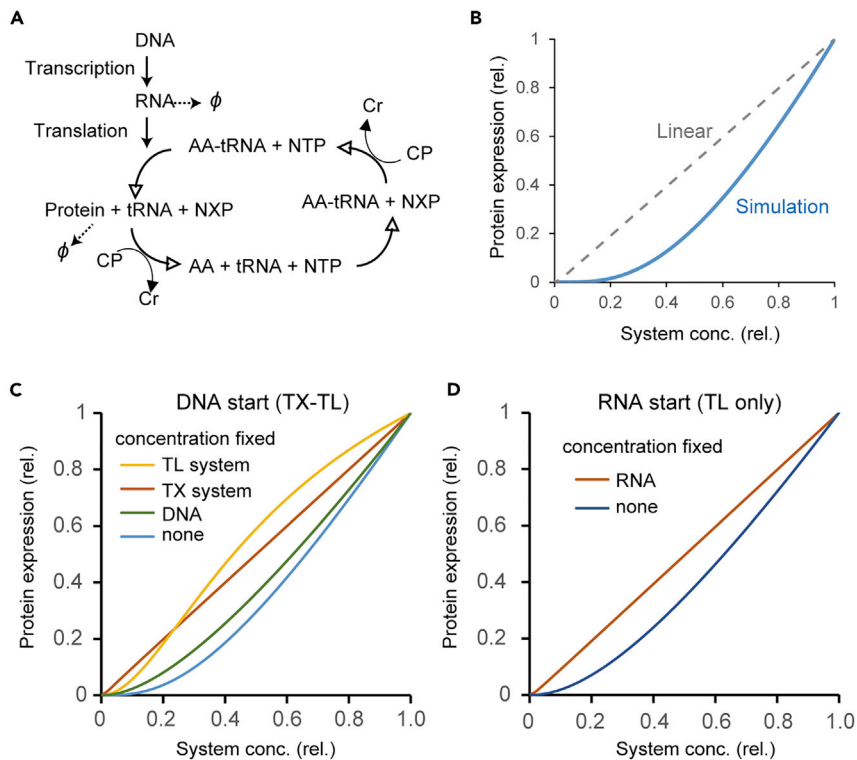 A
DNA
Transcription
RNA
ϕ
Translation
Cr
AA-tRNA + NTP
CP
Protein + tRNA + NXP
AA-tRNA + NXP
ϕ
CP
AA + tRNA + NTP
Cr
B
Protein expression (rel.)
1
0.8
0.6
0.4
0.2
0
Linear
Simulation
0 0.2 0.4 0.6 0.8 1
System conc. (rel.)
C
DNA start (TX-TL)
Protein expression (rel.)
1
0.8
0.6
0.4
0.2
0
concentration fixed
TL system
TX system
DNA
none
0 0.2 0.4 0.6 0.8 1.0
System conc. (rel.)
D
RNA start (TL only)
Protein expression (rel.)
1
0.8
0.6
0.4
0.2
0
concentration fixed
RNA
none
0 0.2 0.4 0.6 0.8 1.0
System conc. (rel.)